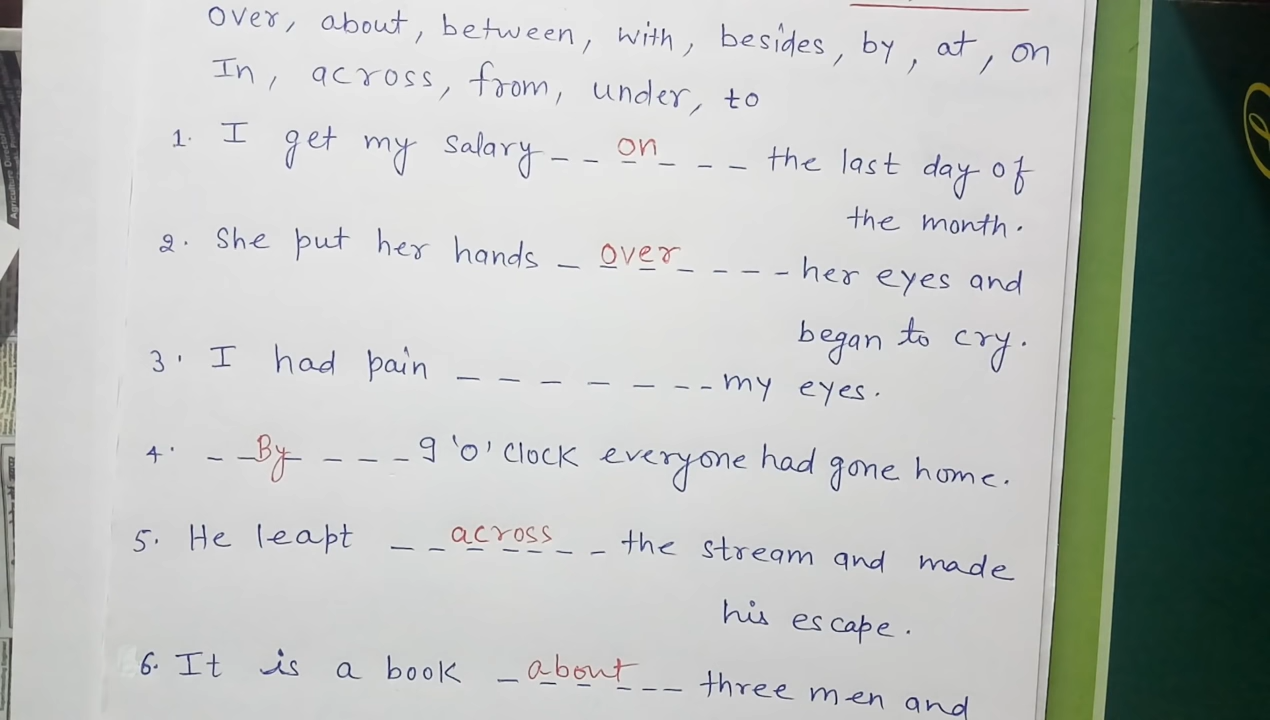 over, about, between, with, besides, by, at, on
In, across, from, under, to
1. I get my salary -- on --- the last day of
the month.
2. She put her hands - over ---- her eyes and
began to cry.
3. I had pain ------- my eyes.
4. -- By ---- 9 'o' clock everyone had gone home.
5. He leapt -- across -- the stream and made
his escape.
6. It is a book - about --- three men and